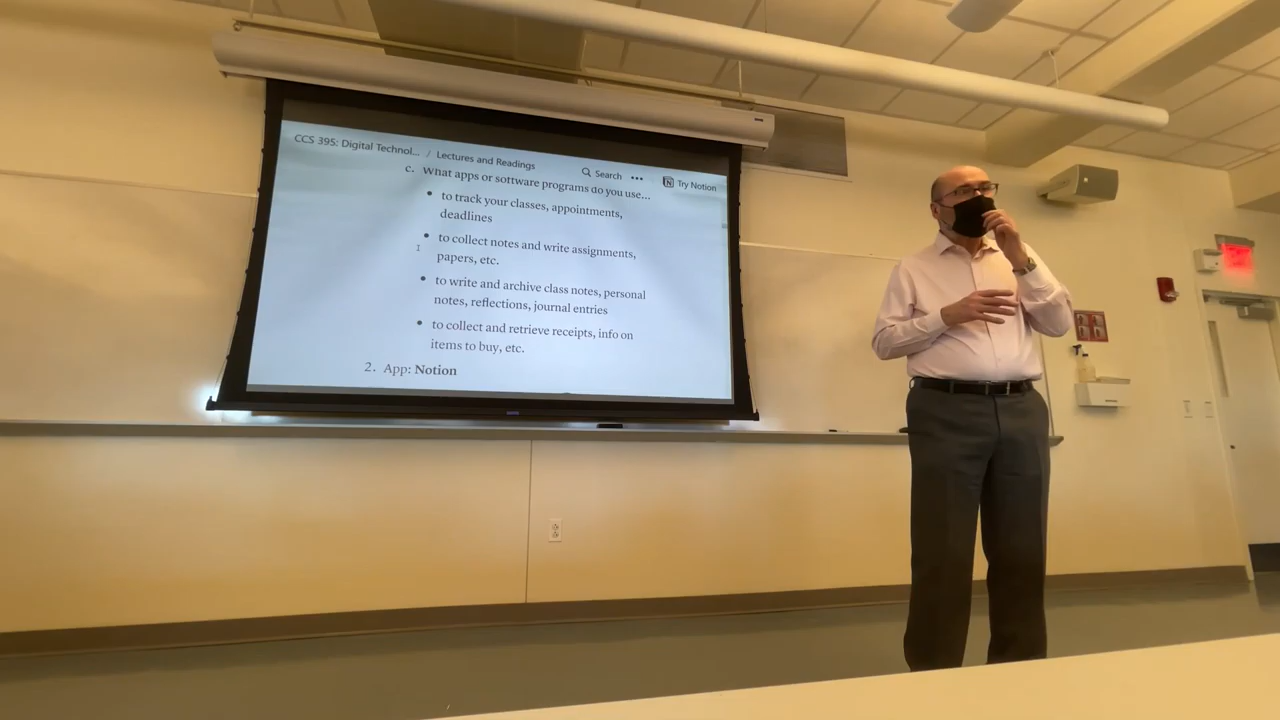 CCS 395: Digital Technol... / Lectures and Readings
Search ••• Try Notion
c. What apps or software programs do you use...
• to track your classes, appointments,
deadlines
• to collect notes and write assignments,
papers, etc.
• to write and archive class notes, personal
notes, reflections, journal entries
• to collect and retrieve receipts, info on
items to buy, etc.
2. App: Notion